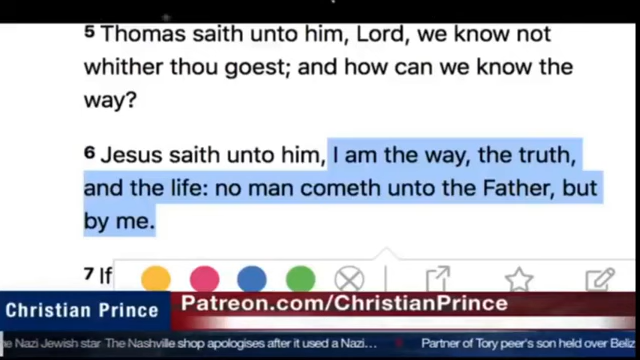 5 Thomas saith unto him, Lord, we know not
whither thou goest; and how can we know the
way?
6 Jesus saith unto him, I am the way, the truth,
and the life: no man cometh unto the Father, but
by me.
7 If
Christian Prince
Patreon.com/ChristianPrince
he Nazi Jewish star The Nashville shop apologises after it used a Nazi... Partner of Tory peer's son held over Beliz